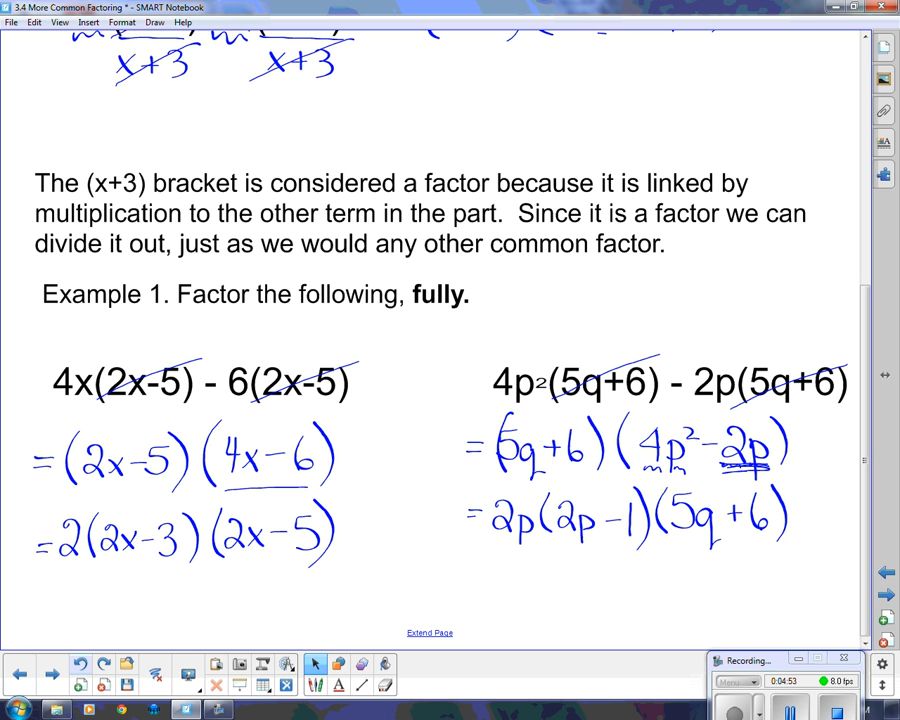 3.4 More Common Factoring * - SMART Notebook
File Edit View Insert Format Draw Help
x+3 x+3
The (x+3) bracket is considered a factor because it is linked by
multiplication to the other term in the part. Since it is a factor we can
divide it out, just as we would any other common factor.
Example 1. Factor the following, fully.
4x(2x-5) - 6(2x-5)
= (2x-5)(4x-6)
= 2(2x-3)(2x-5)
4p²(5q+6) - 2p(5q+6)
= (5q+6)(4p²-2p)
= 2p(2p-1)(5q+6)
Extend Page
Recording...
Menu
0:04:53
8.0 fps